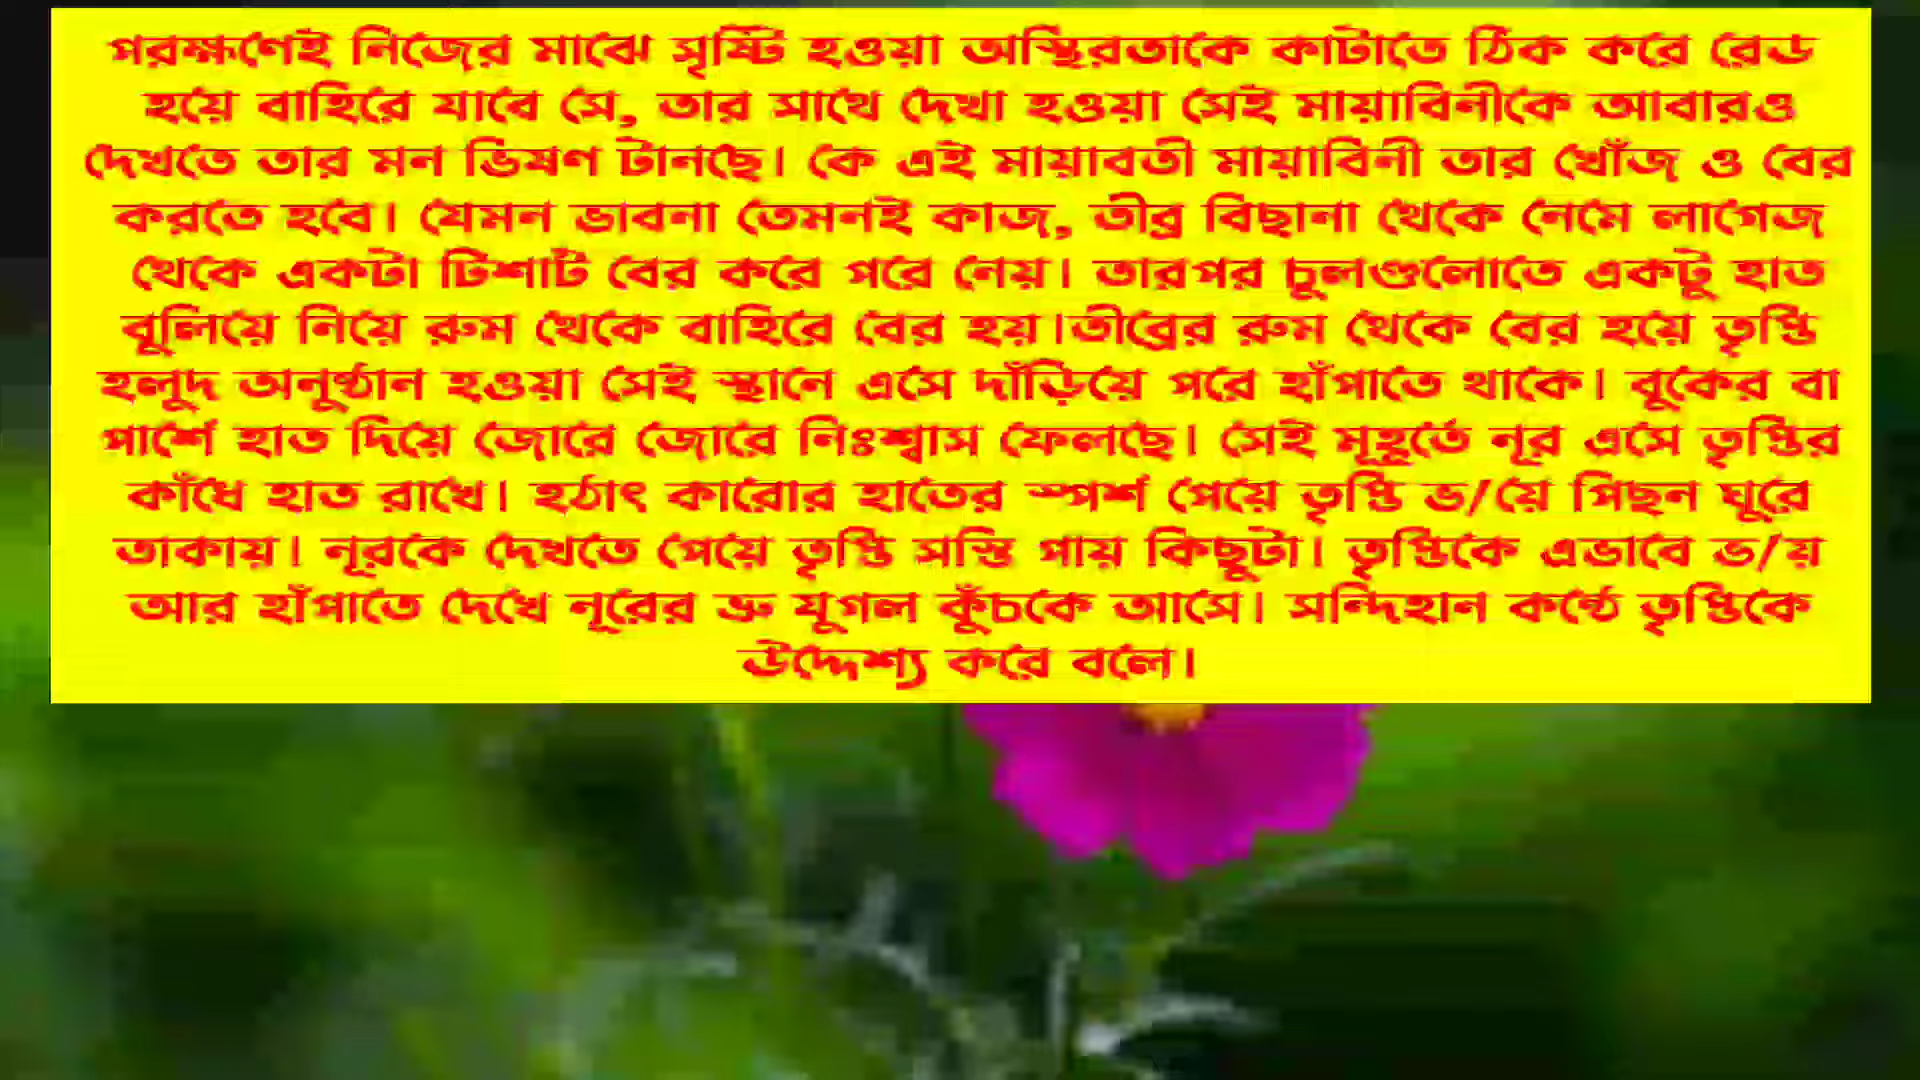 পরক্ষণেই নিজের মাঝে সৃষ্টি হওয়া অস্থিরতাকে কাটাতে ঠিক করে রেড
হয়ে বাহিরে যাবে সে, তার সাথে দেখা হওয়া সেই মায়াবিনীকে আবারও
দেখতে তার মন ভিষণ টানছে। কে এই মায়াবতী মায়াবিনী তার খোঁজ ও বের
করতে হবে। যেমন ভাবনা তেমনই কাজ, তীব্র বিছানা থেকে নেমে লাগেজ
থেকে একটা টিশার্ট বের করে পরে নেয়। তারপর চুলগুলোতে একটু হাত
বুলিয়ে নিয়ে রুম থেকে বাহিরে বের হয়।তীব্রের রুম থেকে বের হয়ে তৃপ্তি
হলুদ অনুষ্ঠান হওয়া সেই স্থানে এসে দাঁড়িয়ে পরে হাঁপাতে থাকে। বুকের বা
পার্শে হাত দিয়ে জোরে জোরে নিঃশ্বাস ফেলছে। সেই মূহুর্তে নূর এসে তৃপ্তির
কাঁধে হাত রাখে। হঠাৎ কারোর হাতের স্পর্শ পেয়ে তৃপ্তি ভ/য়ে পিছন ঘুরে
তাকায়। নূরকে দেখতে পেয়ে তৃপ্তি সস্তি পায় কিছুটা। তৃপ্তিকে এভাবে ভ/য়
আর হাঁপাতে দেখে নূরের ভ্রু যুগল কুঁচকে আসে। সন্দিহান কন্ঠে তৃপ্তিকে
উদ্দেশ্য করে বলে।